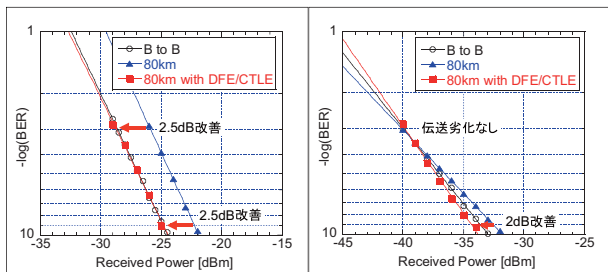 1
B to B
80km
80km with DFE/CTLE
2.5dB改善
2.5dB改善
-log(BER)
10
-35
-30
-25
-20
-15
Received Power [dBm]
1
B to B
80km
80km with DFE/CTLE
伝送劣化なし
2dB改善
-log(BER)
10
-45
-40
-35
-30
-25
Received Power [dBm]